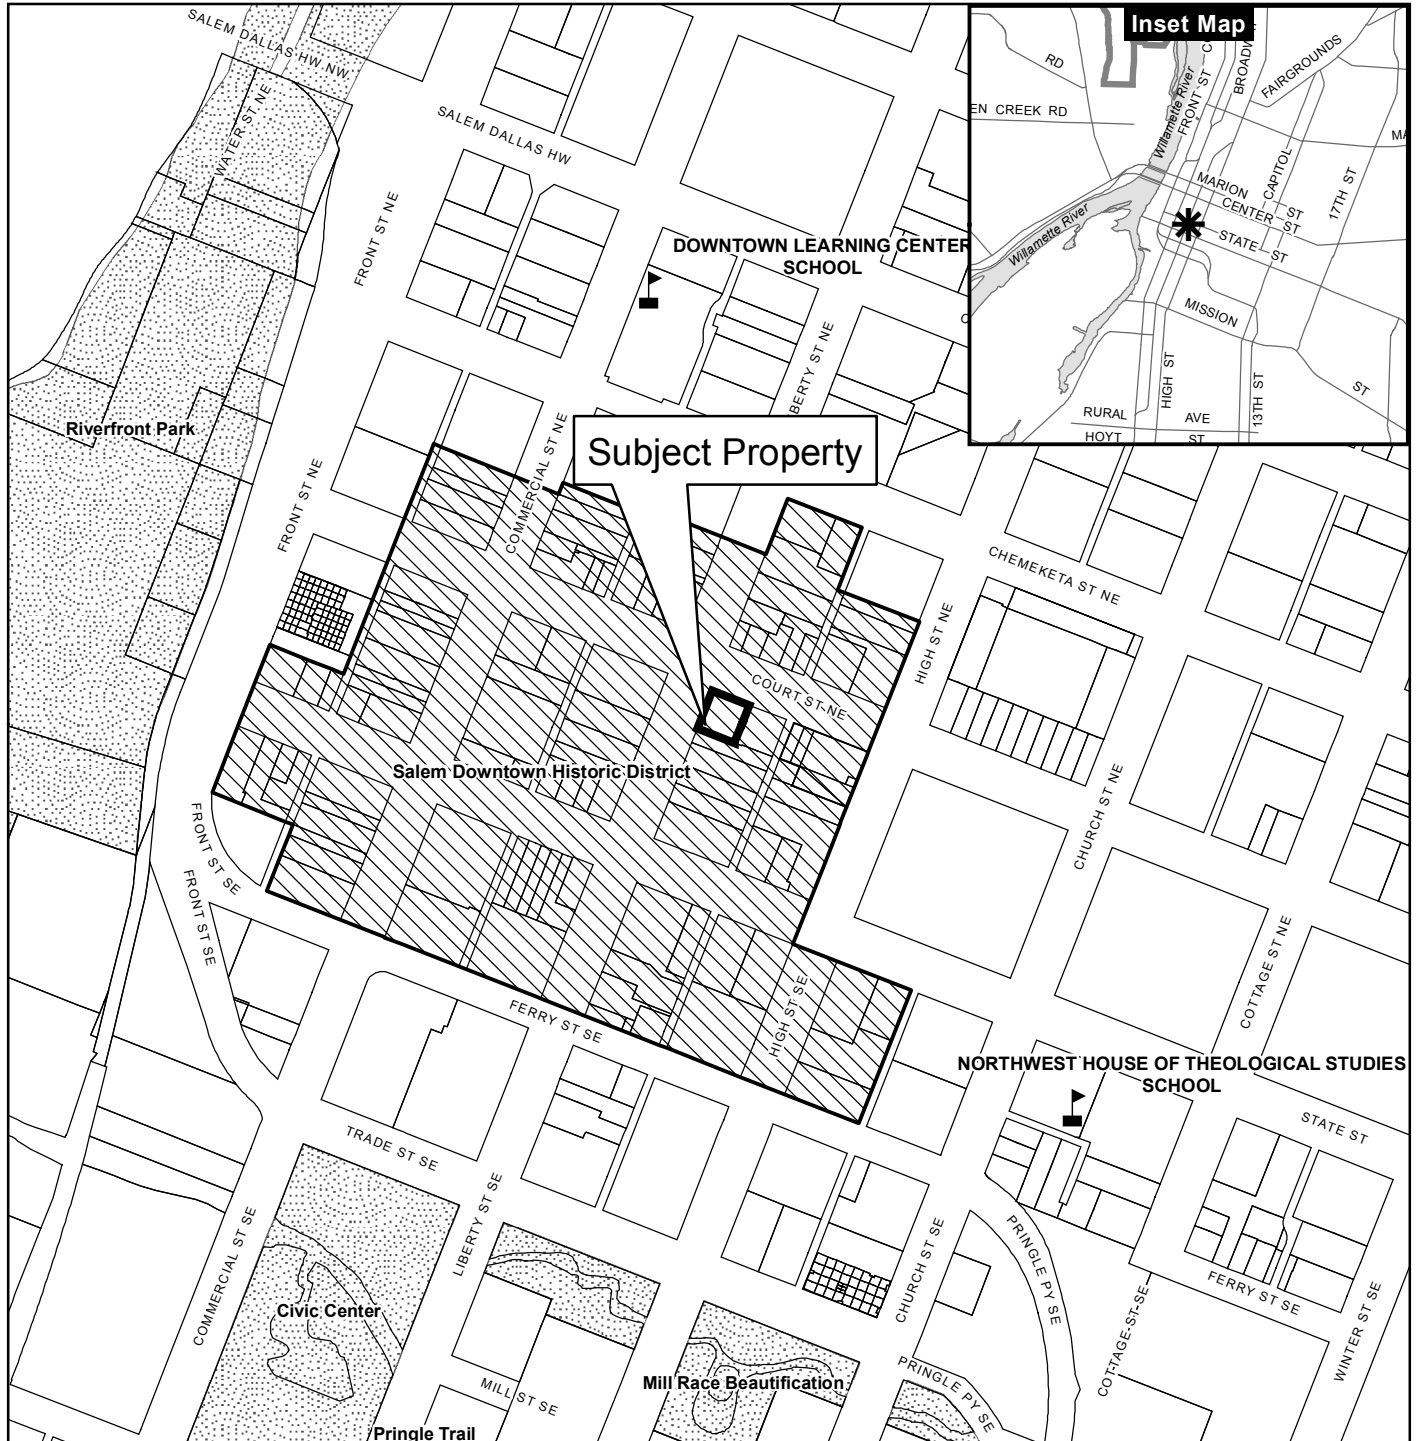 Inset Map
SALEM DALLAS HW NW
WATER ST NE
SALEM DALLAS HW
FRONT ST NE
DOWNTOWN LEARNING CENTER
SCHOOL
RD
EN CREEK RD
Willamette River
FRONT ST
BROADW
FAIRGROUNDS
MARION
ST
CENTER ST
CAPITOL
17TH ST
STATE ST
Willamette River
MISSION
ST
HIGH ST
13TH ST
RURAL AVE
HOYT ST
BERTY ST NE
Riverfront Park
COMMERCIAL ST NE
Subject Property
FRONT ST NE
CHEMEKETA ST NE
HIGH ST NE
COURT ST NE
Salem Downtown Historic District
CHURCH ST NE
FRONT ST SE
FRONT ST SE
COTTAGE ST NE
FERRY ST SE
HIGH ST SE
NORTHWEST HOUSE OF THEOLOGICAL STUDIES
SCHOOL
STATE ST
TRADE ST SE
LIBERTY ST SE
COMMERCIAL ST SE
CHURCH ST SE
PRINGLE PY SE
FERRY ST SE
COTTAGE ST SE
WINTER ST SE
Civic Center
MILL ST SE
Mill Race Beautification
PRINGLE PY SE
Pringle Trail